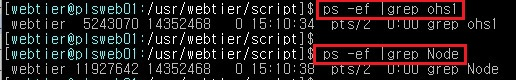 [webtier@plsweb01:/usr/webtier/script]$ ps -ef |grep ohs1
webtier 5243070 14352468 0 15:10:34 pts/2 0:00 grep ohs1
[webtier@plsweb01:/usr/webtier/script]$ ps -ef |grep Node
webtier 11927642 14352468 0 15:10:38 pts/2 0:00 grep Node